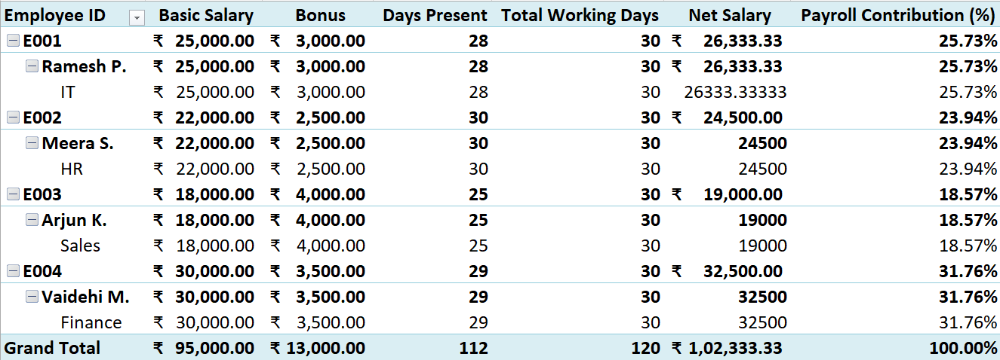 Employee ID Basic Salary Bonus Days Present Total Working Days Net Salary Payroll Contribution (%)
E001 ₹ 25,000.00 ₹ 3,000.00 28 30 ₹ 26,333.33 25.73%
Ramesh P. ₹ 25,000.00 ₹ 3,000.00 28 30 ₹ 26,333.33 25.73%
IT ₹ 25,000.00 ₹ 3,000.00 28 30 26333.33333 25.73%
E002 ₹ 22,000.00 ₹ 2,500.00 30 30 ₹ 24,500.00 23.94%
Meera S. ₹ 22,000.00 ₹ 2,500.00 30 30 24500 23.94%
HR ₹ 22,000.00 ₹ 2,500.00 30 30 24500 23.94%
E003 ₹ 18,000.00 ₹ 4,000.00 25 30 ₹ 19,000.00 18.57%
Arjun K. ₹ 18,000.00 ₹ 4,000.00 25 30 19000 18.57%
Sales ₹ 18,000.00 ₹ 4,000.00 25 30 19000 18.57%
E004 ₹ 30,000.00 ₹ 3,500.00 29 30 ₹ 32,500.00 31.76%
Vaidehi M. ₹ 30,000.00 ₹ 3,500.00 29 30 32500 31.76%
Finance ₹ 30,000.00 ₹ 3,500.00 29 30 32500 31.76%
Grand Total ₹ 95,000.00 ₹ 13,000.00 112 120 ₹ 1,02,333.33 100.00%